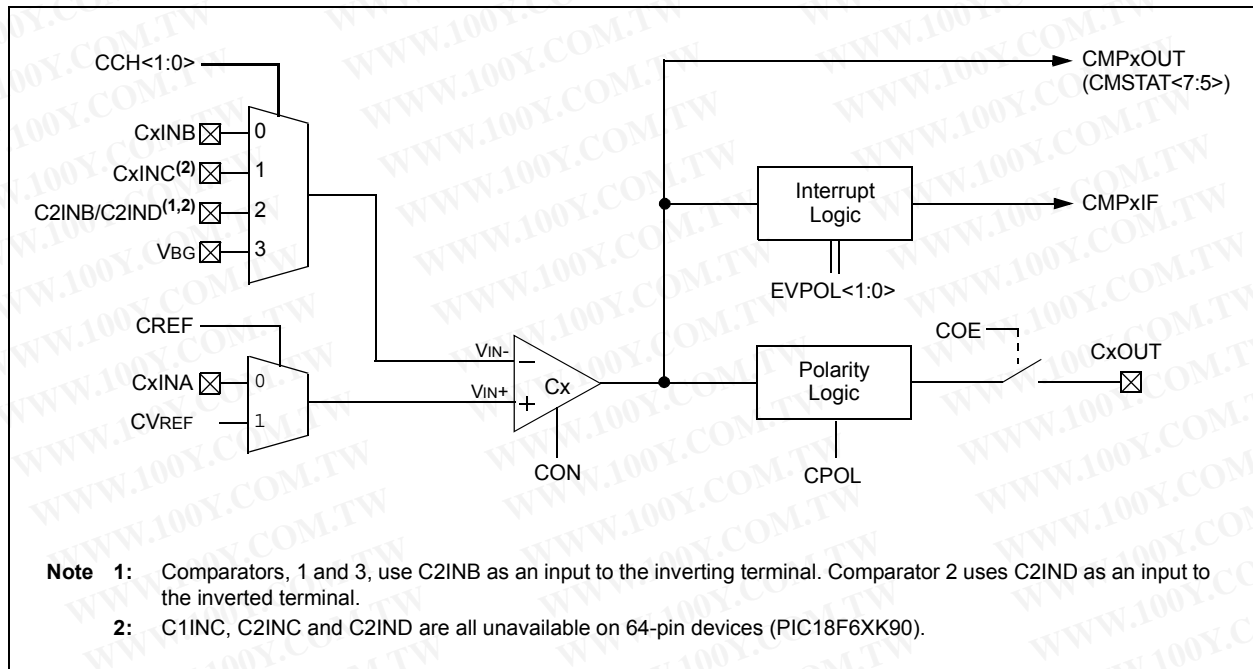 CCH<1:0>
CxINB
0
CxINC(2)
1
C2INB/C2IND(1,2)
2
VBG
3
CREF
CxINA
0
CVREF
1
VIN-
VIN+
Cx
CON
CMPxOUT
(CMSTAT<7:5>)
Interrupt
Logic
CMPxIF
EVPOL<1:0>
COE
CxOUT
Polarity
Logic
CPOL
Note 1: Comparators, 1 and 3, use C2INB as an input to the inverting terminal. Comparator 2 uses C2IND as an input to
the inverted terminal.
2: C1INC, C2INC and C2IND are all unavailable on 64-pin devices (PIC18F6XK90).
WWW.100Y.COM.TW